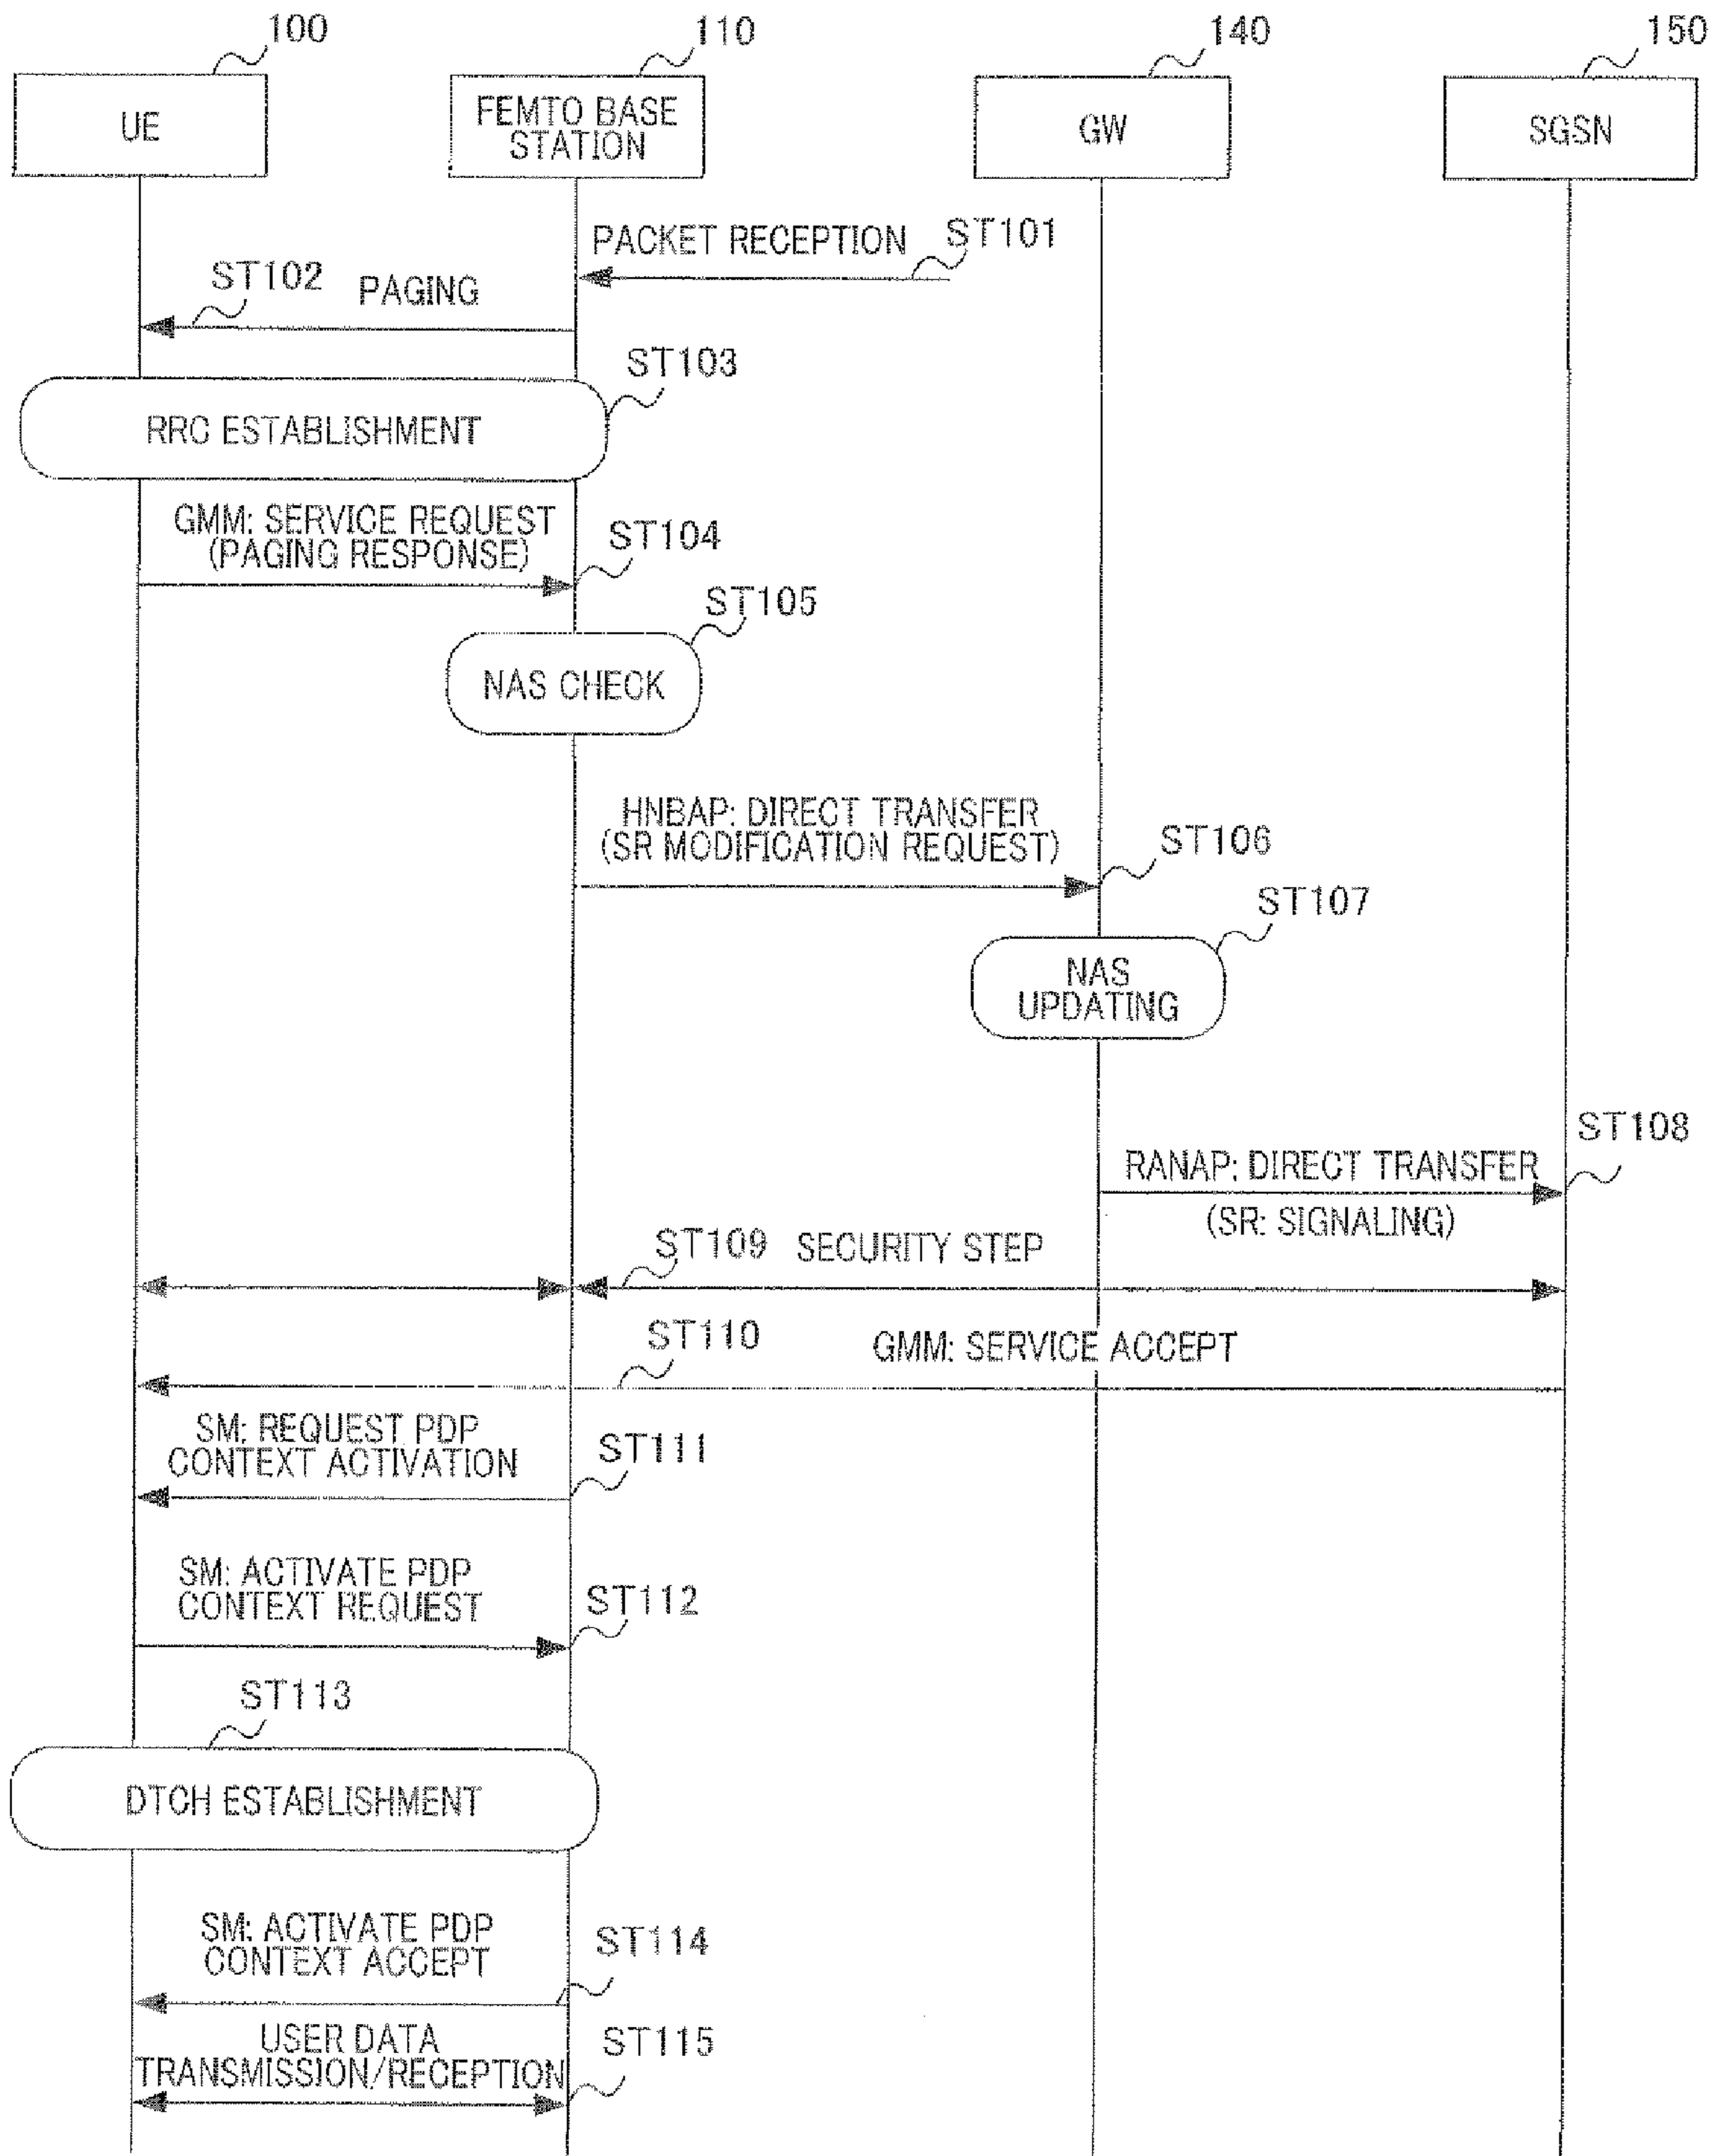 100
110
140
150
UE
FEMTO BASE
STATION
GW
SGSN
PACKET RECEPTION
ST101
ST102
PAGING
ST103
RRC ESTABLISHMENT
GMM: SERVICE REQUEST
(PAGING RESPONSE)
ST104
ST105
NAS CHECK
HNBAP: DIRECT TRANSFER
(SR MODIFICATION REQUEST)
ST106
ST107
NAS
UPDATING
ST108
RANAP: DIRECT TRANSFER
(SR: SIGNALING)
ST109
SECURITY STEP
ST110
GMM: SERVICE ACCEPT
SM: REQUEST PDP
CONTEXT ACTIVATION
ST111
SM: ACTIVATE PDP
CONTEXT REQUEST
ST112
ST113
DTCH ESTABLISHMENT
SM: ACTIVATE PDP
CONTEXT ACCEPT
ST114
USER DATA
TRANSMISSION/RECEPTION
ST115